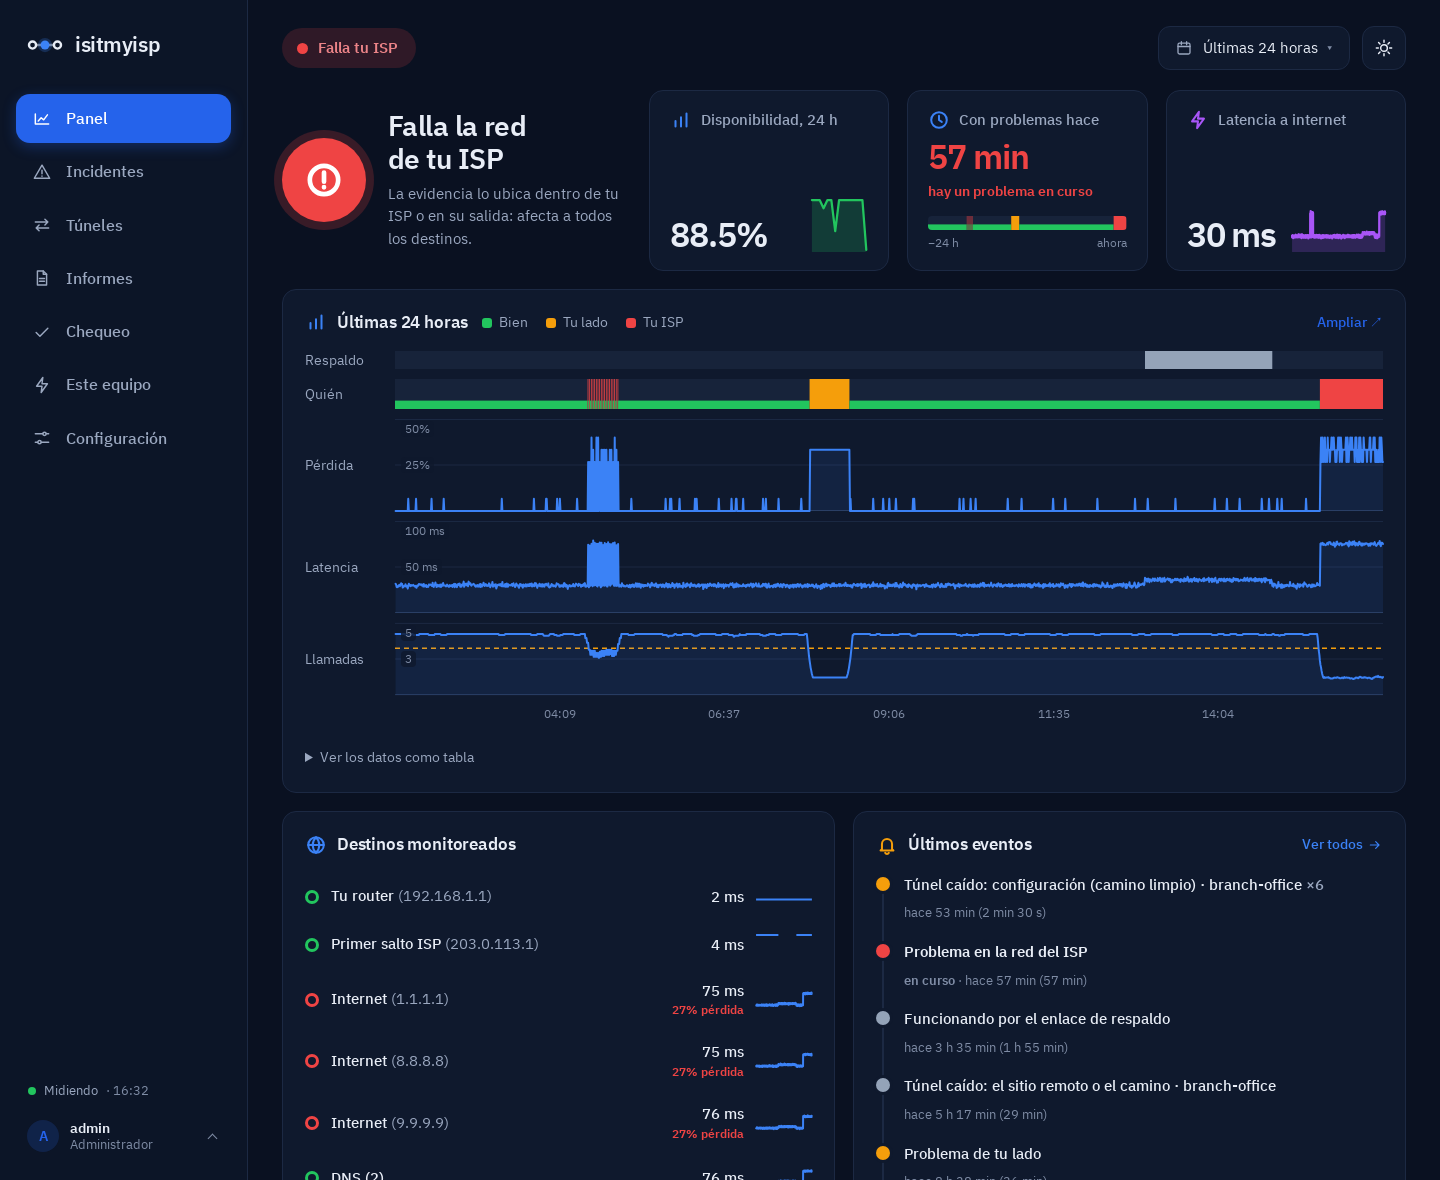 isitmyisp
Panel
Incidentes
Túneles
Informes
Chequeo
Este equipo
Configuración
Midiendo · 16:32
A
admin
Administrador
Falla tu ISP
Últimas 24 horas
Falla la red
de tu ISP
La evidencia lo ubica dentro de tu
ISP o en su salida: afecta a todos
los destinos.
Disponibilidad, 24 h
88.5%
Con problemas hace
57 min
hay un problema en curso
−24 h ahora
Latencia a internet
30 ms
Últimas 24 horas Bien Tu lado Tu ISP Ampliar ↗
Respaldo
Quién
50%
Pérdida 25%
100 ms
Latencia 50 ms
5
Llamadas 3
04:09 06:37 09:06 11:35 14:04
▶ Ver los datos como tabla
Destinos monitoreados
Tu router (192.168.1.1) 2 ms
Primer salto ISP (203.0.113.1) 4 ms
Internet (1.1.1.1) 75 ms
27% pérdida
Internet (8.8.8.8) 75 ms
27% pérdida
Internet (9.9.9.9) 76 ms
27% pérdida
DNS (2) 76 ms
Últimos eventos Ver todos →
Túnel caído: configuración (camino limpio) · branch-office ×6
hace 53 min (2 min 30 s)
Problema en la red del ISP
en curso · hace 57 min (57 min)
Funcionando por el enlace de respaldo
hace 3 h 35 min (1 h 55 min)
Túnel caído: el sitio remoto o el camino · branch-office
hace 5 h 17 min (29 min)
Problema de tu lado